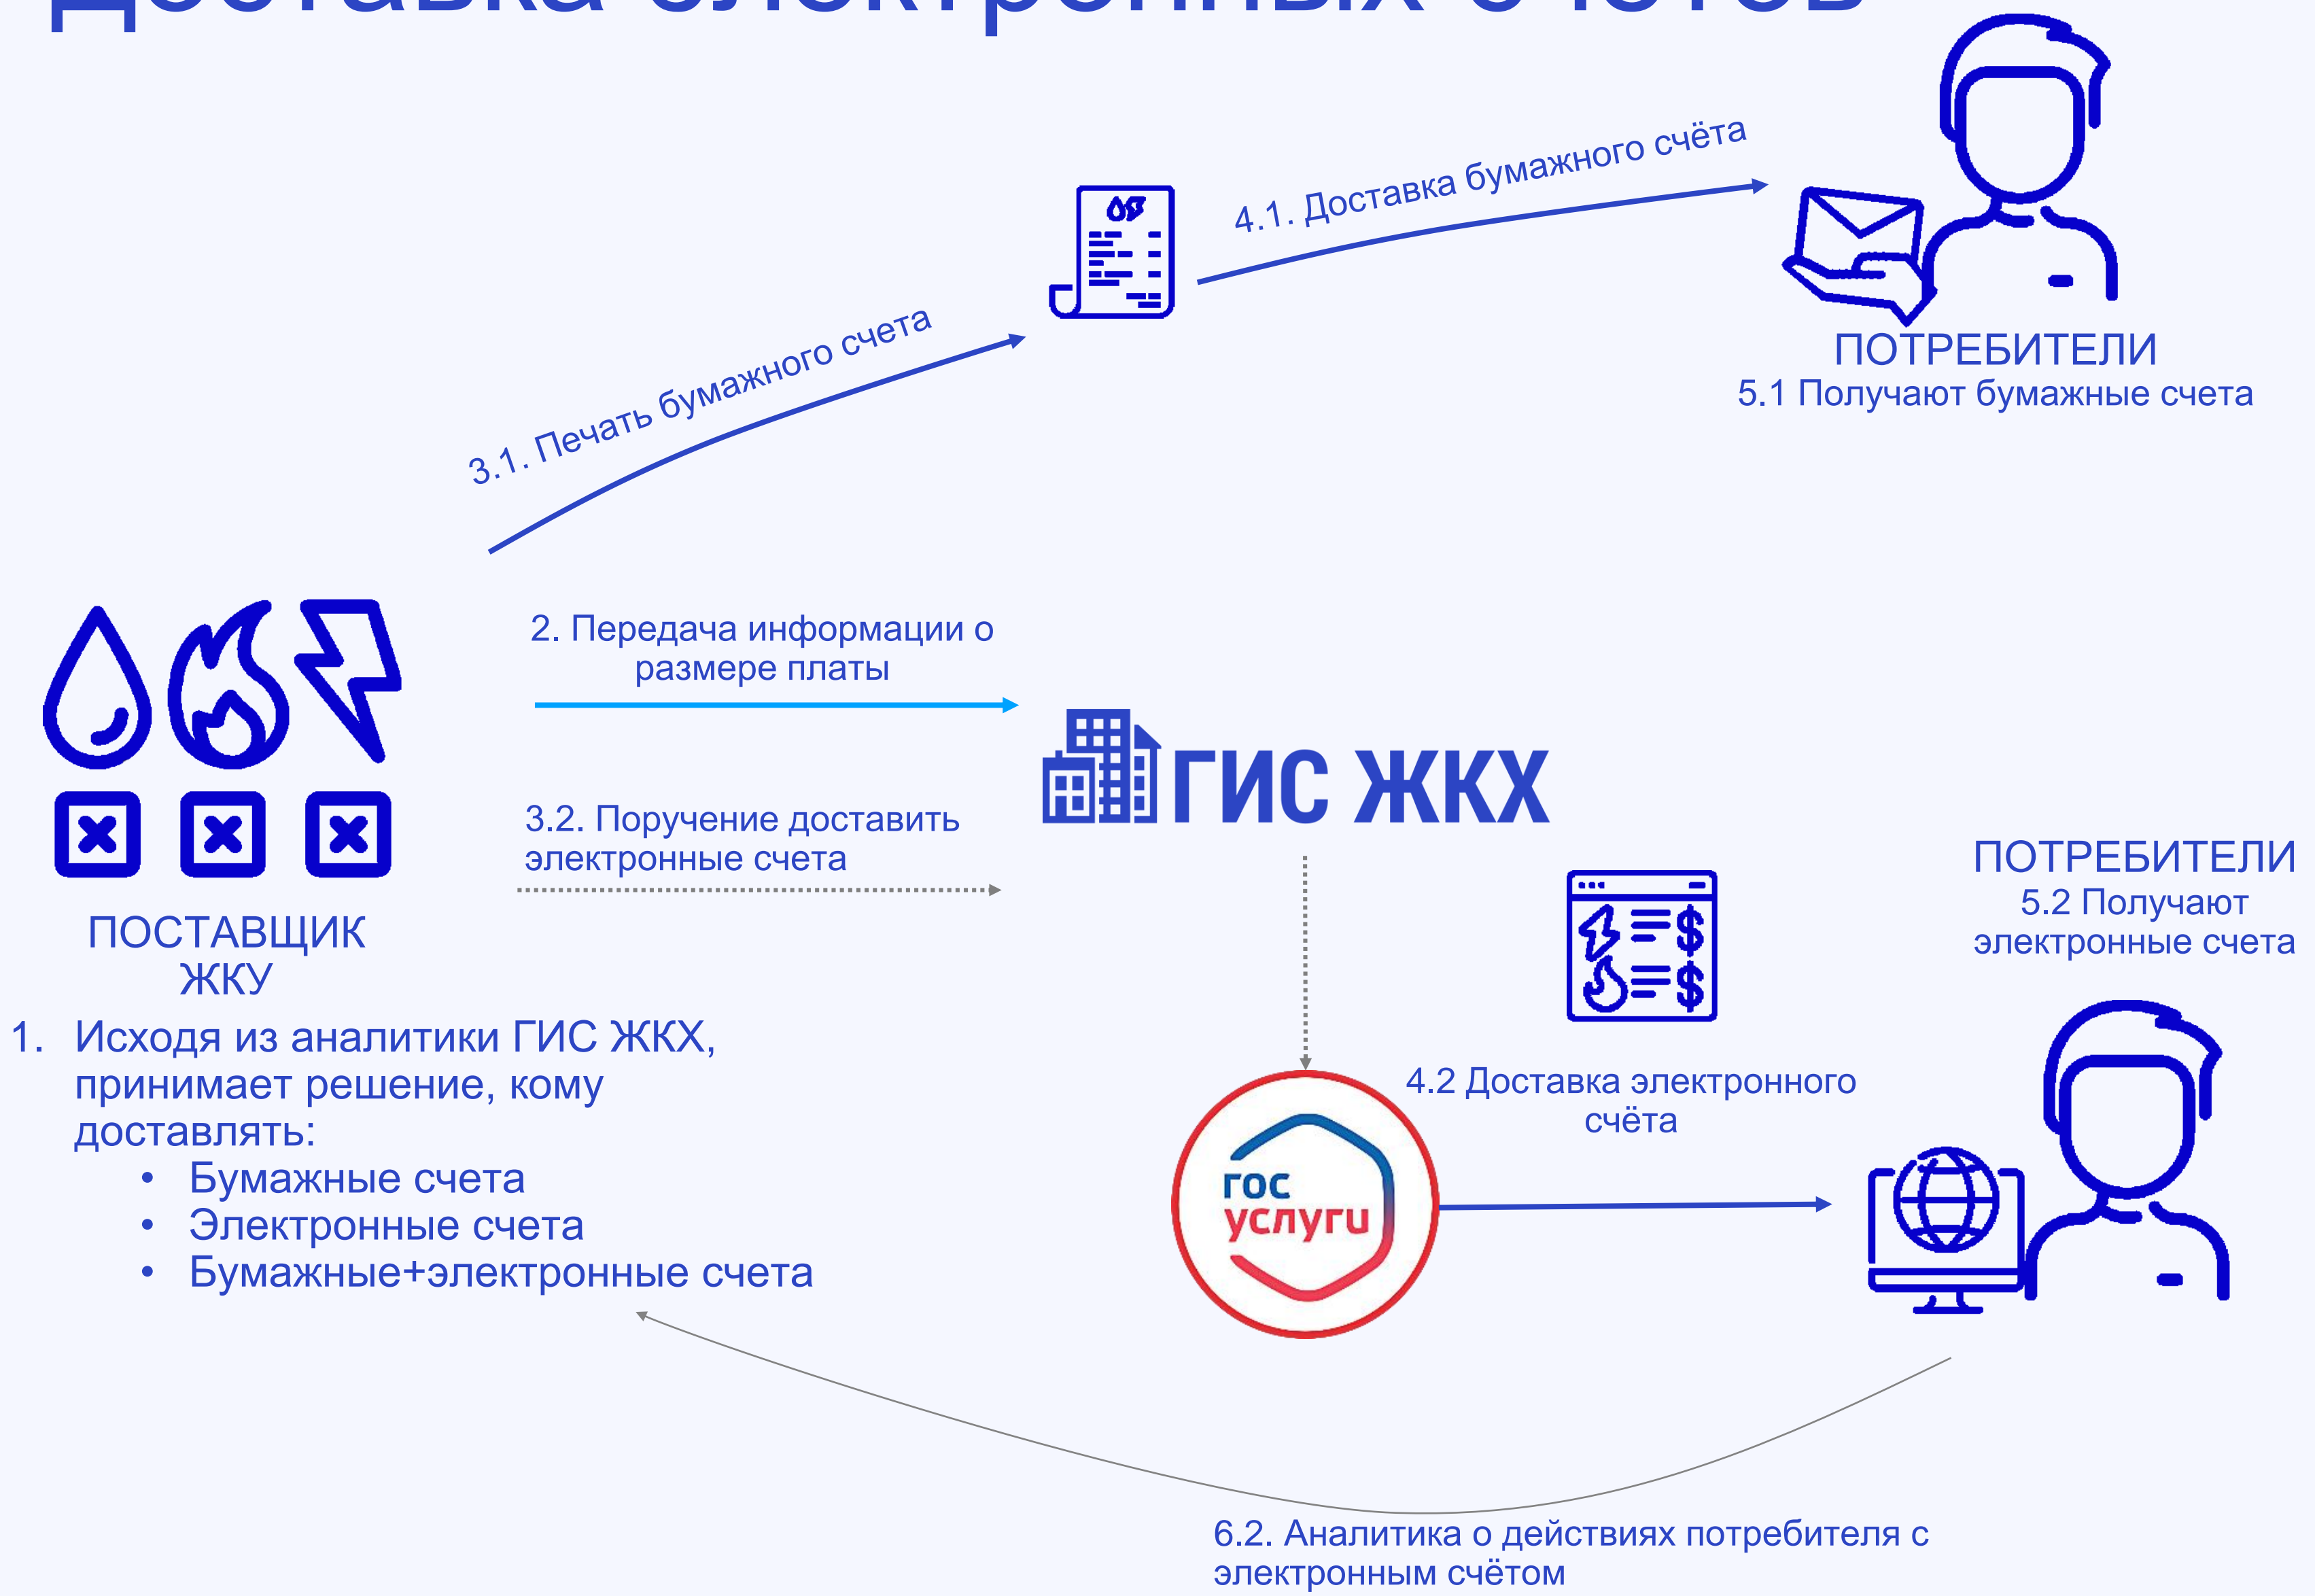 Доставка электронных счетов
4.1. Доставка бумажного счёта
ПОТРЕБИТЕЛИ
5.1 Получают бумажные счета
3.1. Печать бумажного счета
2. Передача информации о
размере платы
ГИС ЖКХ
3.2. Поручение доставить
электронные счета
ПОТРЕБИТЕЛИ
5.2 Получают
электронные счета
ПОСТАВЩИК
ЖКУ
1. Исходя из аналитики ГИС ЖКХ,
принимает решение, кому
доставлять:
• Бумажные счета
• Электронные счета
• Бумажные+электронные счета
4.2 Доставка электронного
счёта
гос
услуги
6.2. Аналитика о действиях потребителя с
электронным счётом